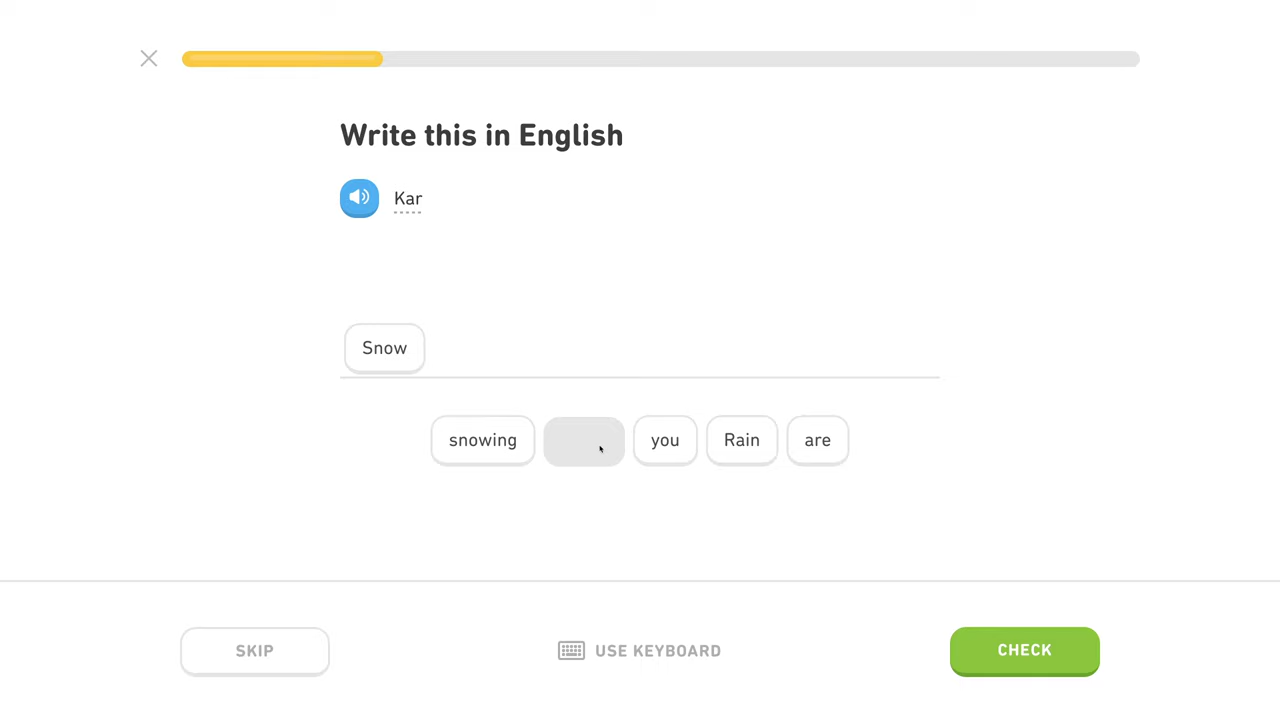 Write this in English
Kar
Snow
snowing you Rain are
SKIP USE KEYBOARD CHECK